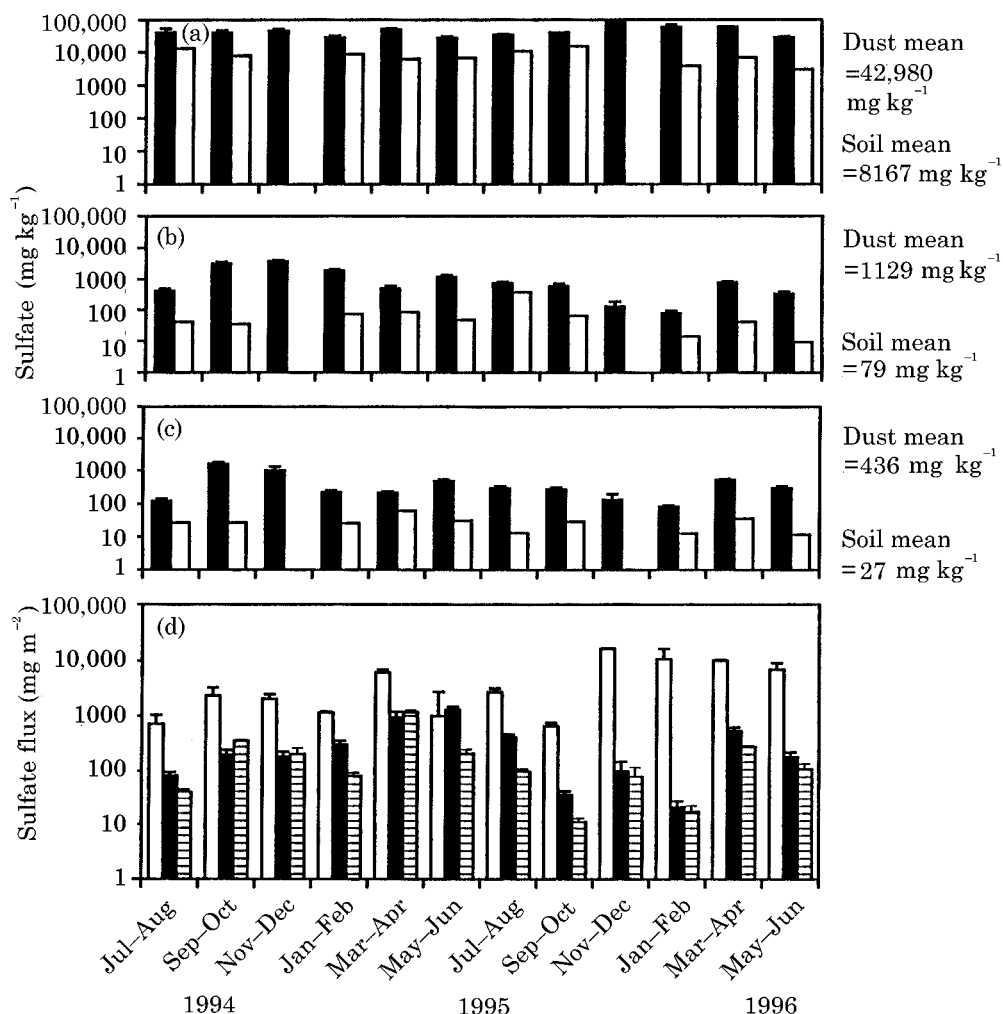 Sulfate (mg kg⁻¹)
(a)
100,000
10,000
1000
100
10
1
Dust mean
=42,980
mg kg⁻¹
Soil mean
=8167 mg kg⁻¹
(b)
100,000
10,000
1000
100
10
1
Dust mean
=1129 mg kg⁻¹
Soil mean
=79 mg kg⁻¹
(c)
100,000
10,000
1000
100
10
1
Dust mean
=436 mg kg⁻¹
Soil mean
=27 mg kg⁻¹
Sulfate flux (mg m⁻²)
(d)
100,000
10,000
1000
100
10
1
Jul–Aug
Sep–Oct
Nov–Dec
Jan–Feb
Mar–Apr
May–Jun
Jul–Aug
Sep–Oct
Nov–Dec
Jan–Feb
Mar–Apr
May–Jun
1994
1995
1996